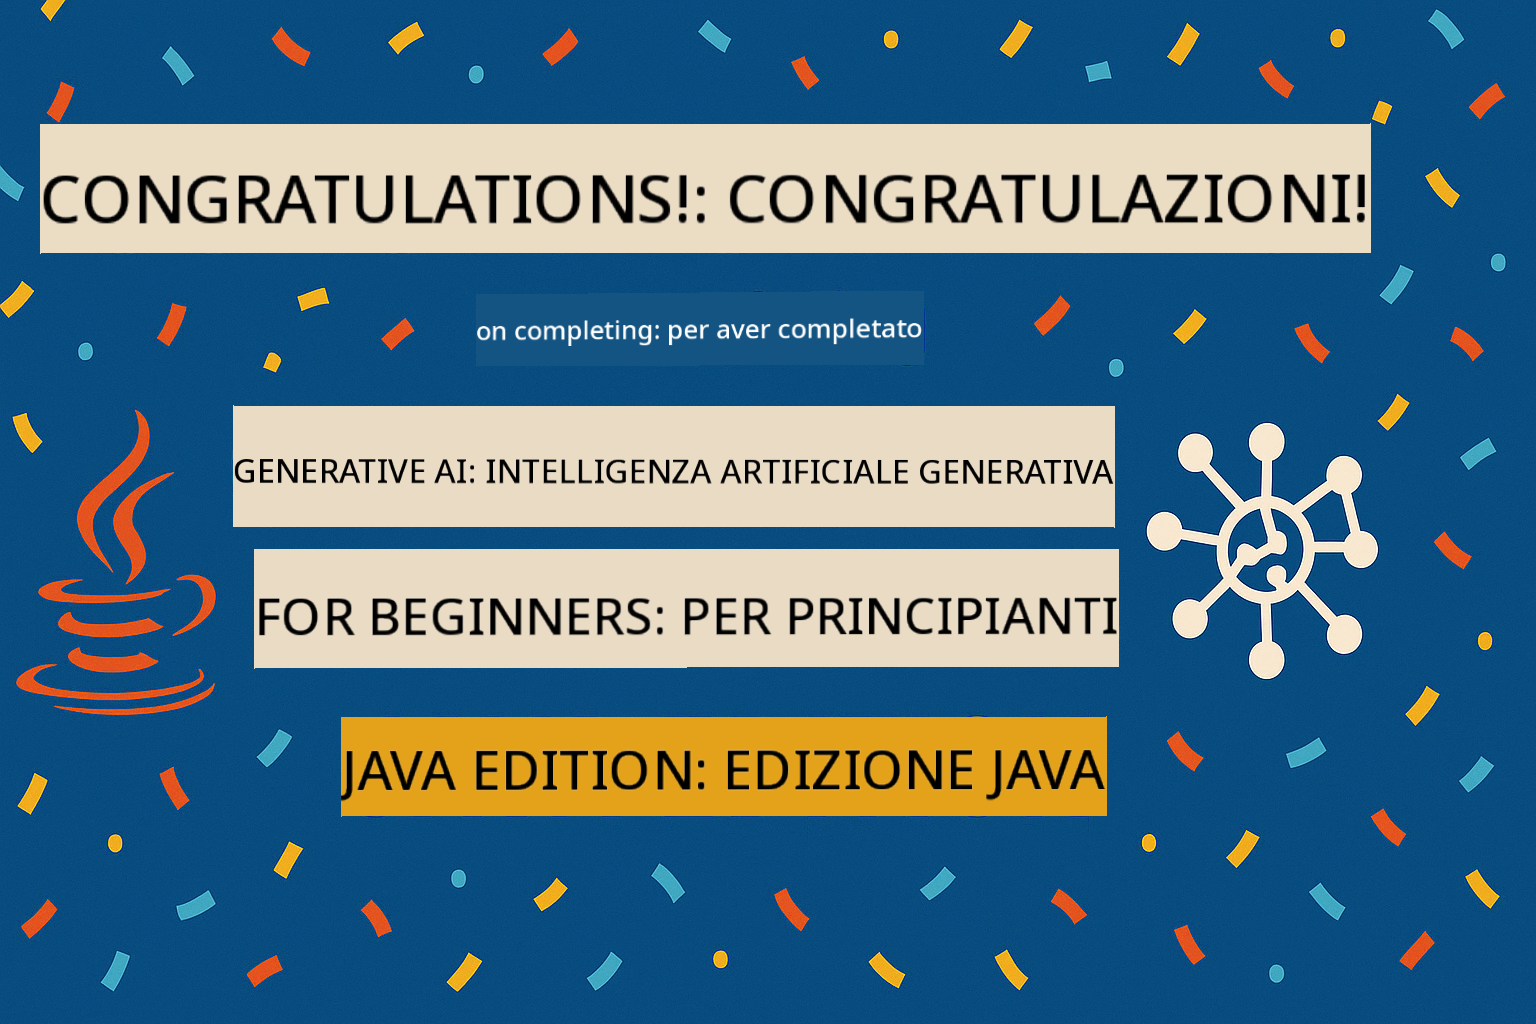 CONGRATULATIONS!: CONGRATULAZIONI!
on completing: per aver completato
GENERATIVE AI: INTELLIGENZA ARTIFICIALE GENERATIVA
FOR BEGINNERS: PER PRINCIPIANTI
JAVA EDITION: EDIZIONE JAVA